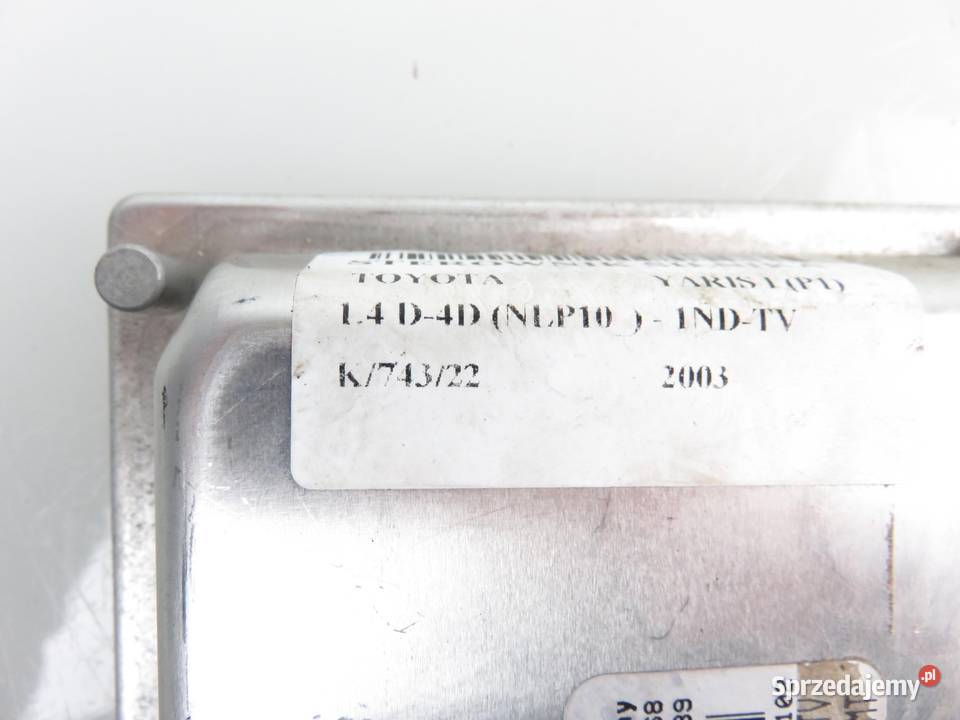 TOYOTA YARIS I (P1)
1.4 D-4D (NLP10_) - 1ND-TV
K/743/22 2003
Sprzedajemy.pl